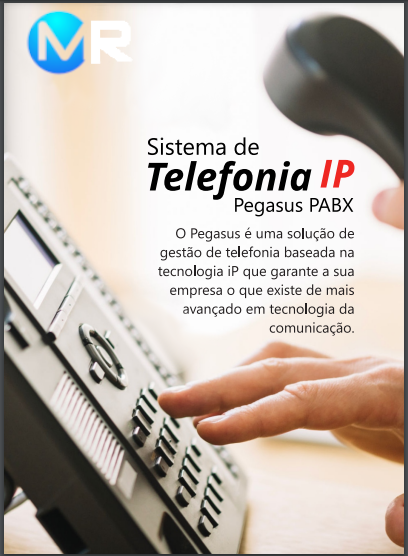 MR
Sistema de
Telefonia IP
Pegasus PABX
O Pegasus é uma solução de
gestão de telefonia baseada na
tecnologia iP que garante a sua
empresa o que existe de mais
avançado em tecnologia da
comunicação.